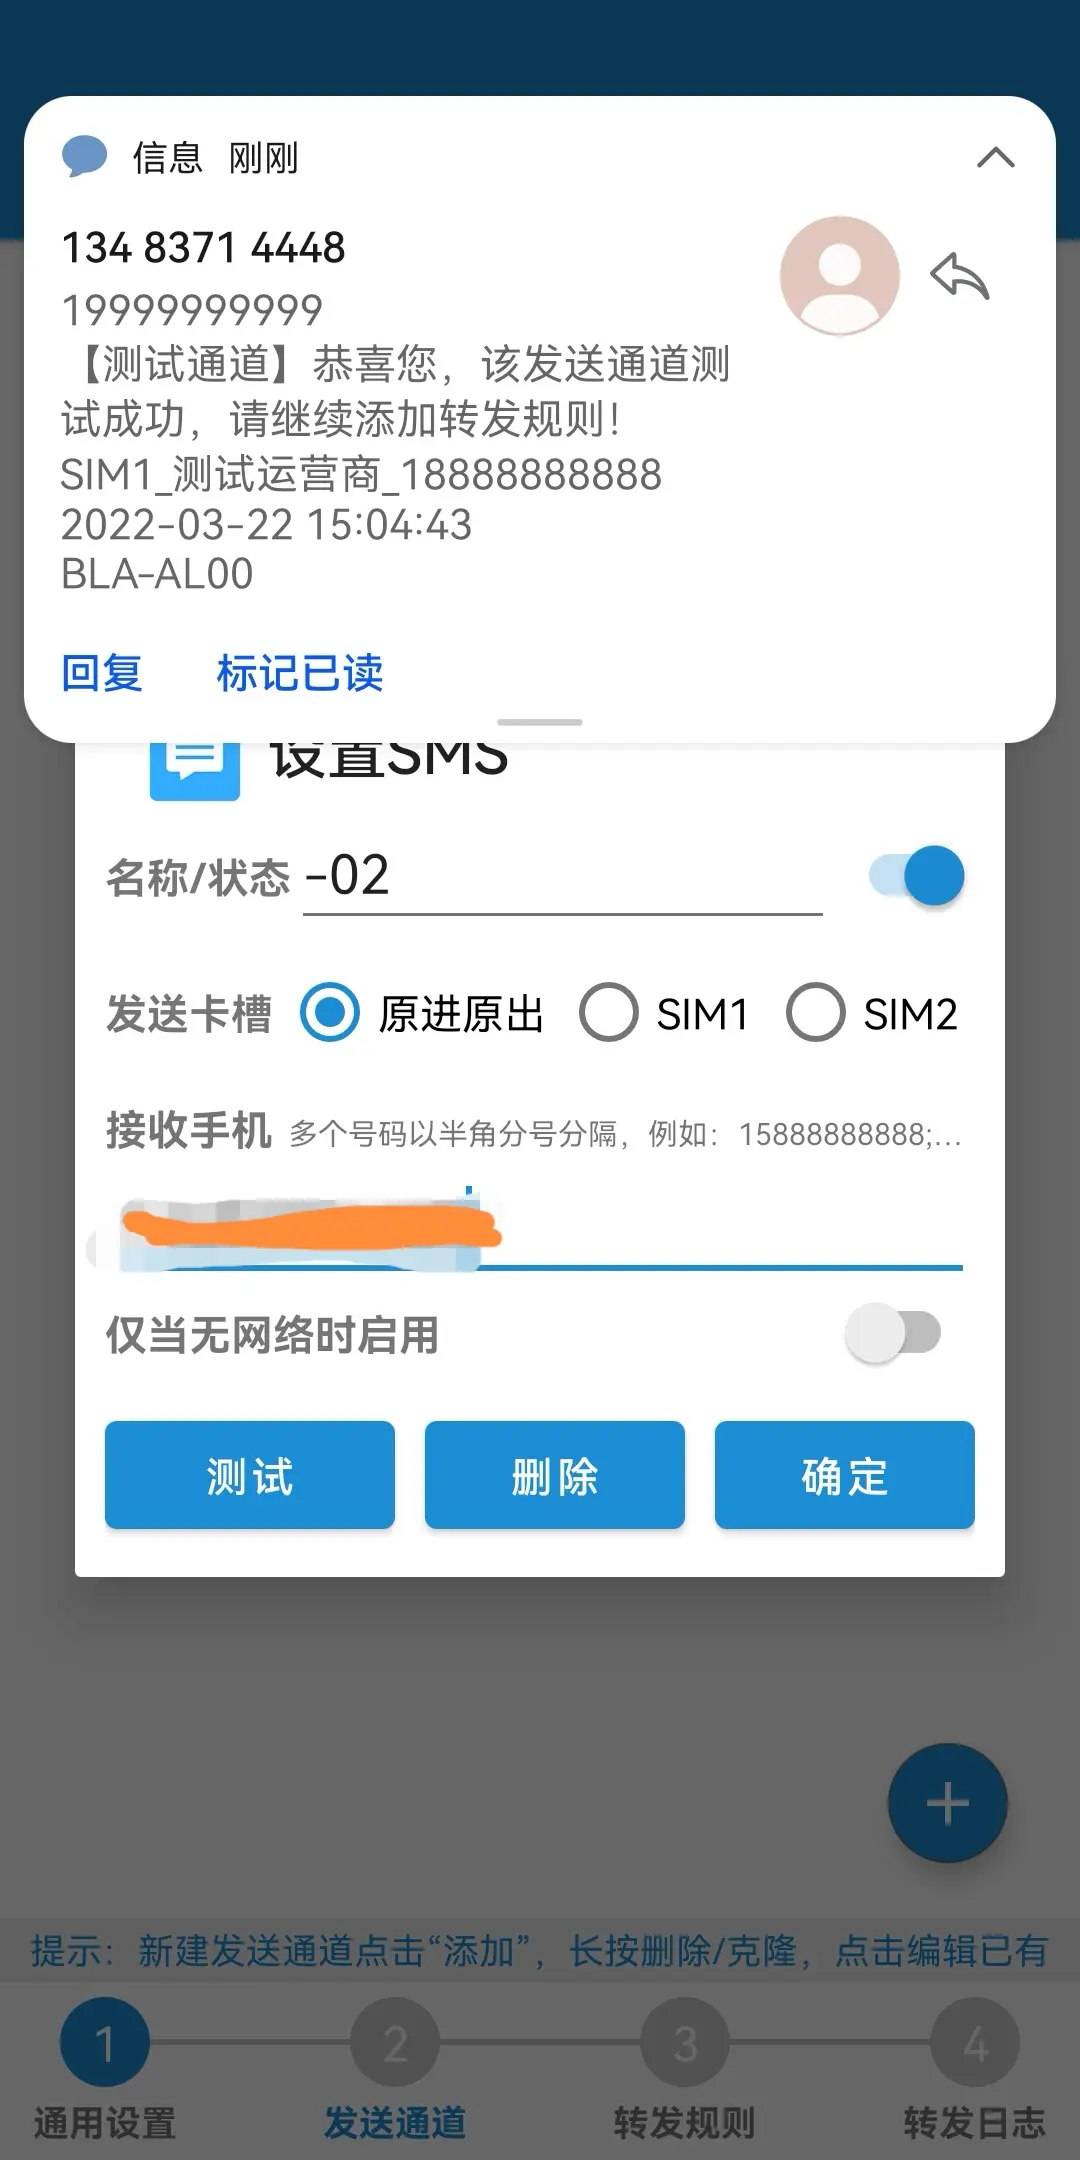 信息 刚刚
134 8371 4448
19999999999
【测试通道】恭喜您，该发送通道测
试成功，请继续添加转发规则！
SIM1_测试运营商_18888888888
2022-03-22 15:04:43
BLA-AL00
回复 标记已读
设置SMS
名称/状态 -02
发送卡槽 原进原出 SIM1 SIM2
接收手机 多个号码以半角分号分隔，例如：15888888888;...
仅当无网络时启用
测试 删除 确定
提示：新建发送通道点击“添加”，长按删除/克隆，点击编辑已有
1 2 3 4
通用设置 发送通道 转发规则 转发日志